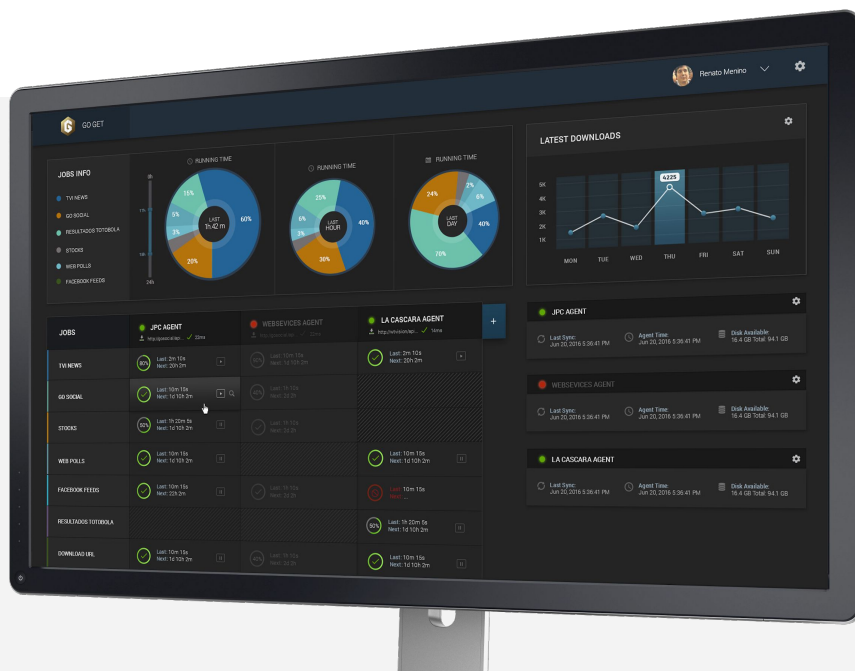 GO GET
Renato Menino
JOBS INFO
TVI NEWS
GO SOCIAL
RESULTADOS TOTOBOLA
STOCKS
WEB POLLS
FACEBOOK FEEDS
0h
24h
RUNNING TIME
15%
5%
3%
20%
60%
LAST
1h:42 m
RUNNING TIME
25%
40%
30%
LAST
HOUR
RUNNING TIME
24%
2%
6%
40%
70%
LAST
DAY
LATEST DOWNLOADS
5K
4K
3K
2K
1K
4225
MON
TUE
WED
THU
FRI
SAT
SUN
JOBS
JPC AGENT
WEBSEVICES AGENT
LA CASCARA AGENT
+
TVI NEWS
80%
Last: 2m 10s
Next: 20h 2m
Last: 2m 10s
Next: 20h 2m
GO SOCIAL
Last: 10m 15s
Next: 1d 10h 2m
STOCKS
50%
Last: 1h 20m 5s
Next: 1d 10h 2m
WEB POLLS
Last: 10m 15s
Next: 1d 10h 2m
Last: 10m 15s
Next: 1d 10h 2m
FACEBOOK FEEDS
Last: 10m 15s
Next: 22h 2m
Last: 10m 15s
RESULTADOS TOTOBOLA
50%
Last: 1h 20m 5s
Next: 1d 10h 2m
DOWNLOAD URL
Last: 10m 15s
Next: 1d 10h 2m
Last: 10m 15s
Next: 1d 10h 2m
JPC AGENT
Last Sync:
Jun 20, 2016 5:36:41 PM
Agent Time:
Jun 20, 2016 5:36:41 PM
Disk Available:
16.4 GB Total: 94.1 GB
WEBSEVICES AGENT
Last Sync:
Jun 20, 2016 5:36:41 PM
Agent Time:
Jun 20, 2016 5:36:41 PM
Disk Available:
16.4 GB Total: 94.1 GB
LA CASCARA AGENT
Last Sync:
Jun 20, 2016 5:36:41 PM
Agent Time:
Jun 20, 2016 5:36:41 PM
Disk Available:
16.4 GB Total: 94.1 GB